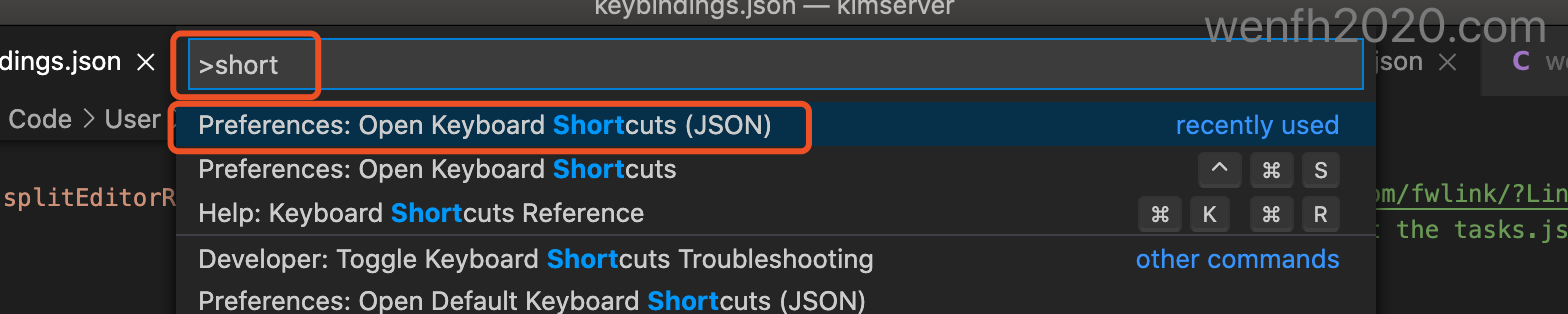 keybindings.json — kimserver
wenfh2020.com
dings.json
>short
json
C
Code > User
Preferences: Open Keyboard Shortcuts (JSON) recently used
Preferences: Open Keyboard Shortcuts ^ ⌘ S
splitEditorR
om/fwlink/?Lin
Help: Keyboard Shortcuts Reference ⌘ K ⌘ R
the tasks.js
Developer: Toggle Keyboard Shortcuts Troubleshooting other commands
Preferences: Open Default Keyboard Shortcuts (JSON)